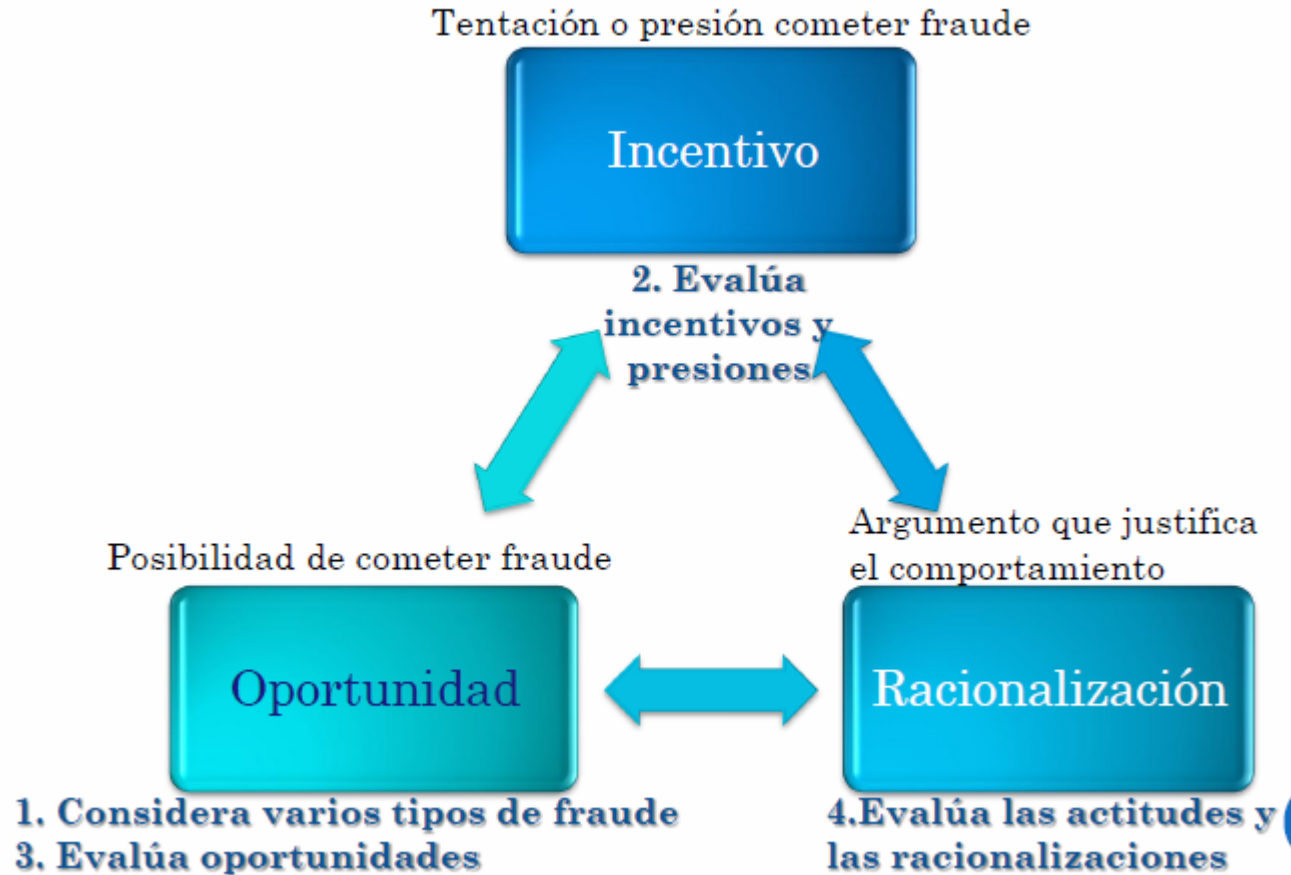 Tentación o presión cometer fraude
Incentivo
2. Evalúa
incentivos y
presiones
Posibilidad de cometer fraude
Oportunidad
1. Considera varios tipos de fraude
3. Evalúa oportunidades
Argumento que justifica
el comportamiento
Racionalización
4.Evalúa las actitudes y
las racionalizaciones